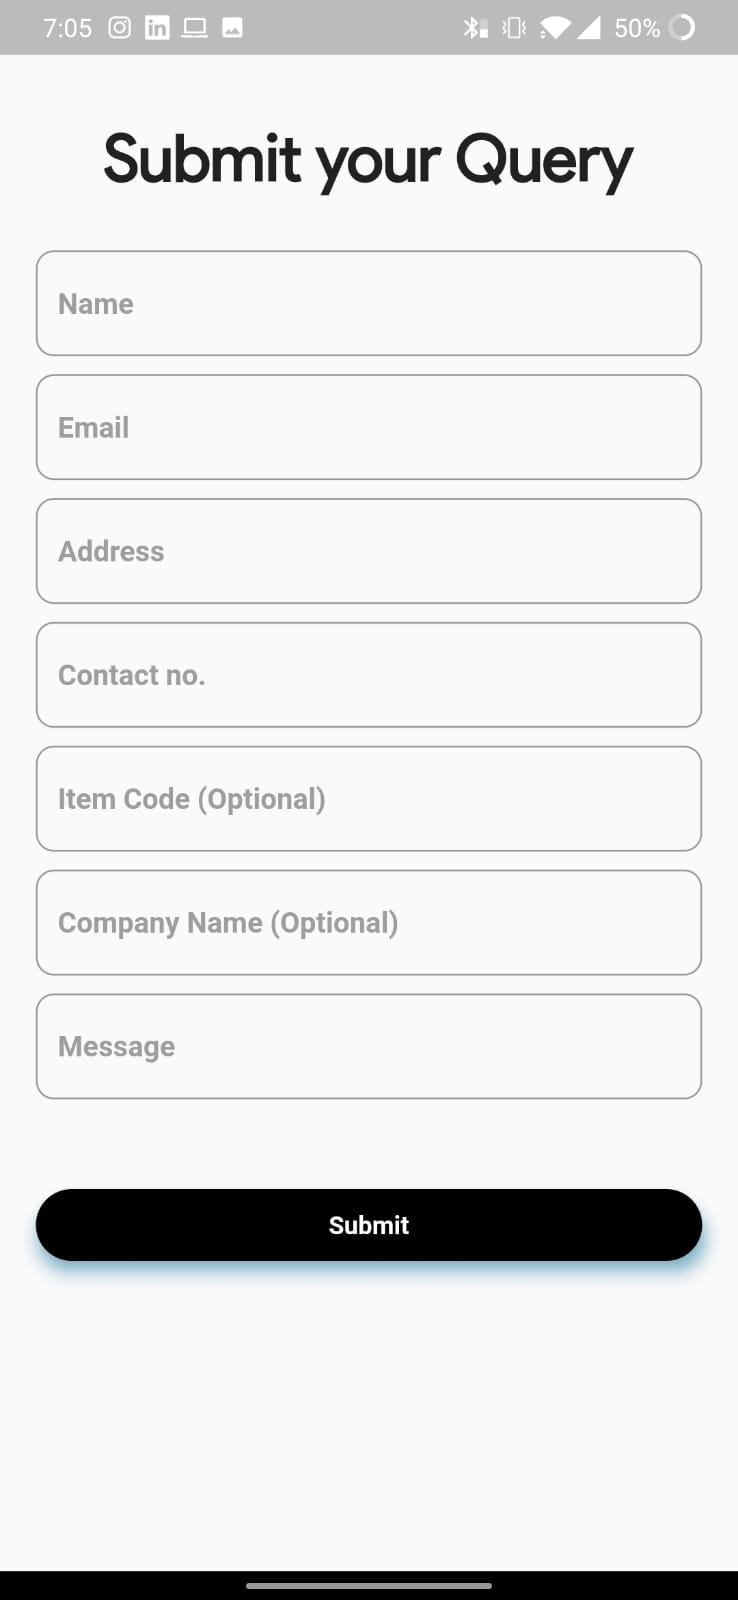 7:05 in 50%
Submit your Query
Name
Email
Address
Contact no.
Item Code (Optional)
Company Name (Optional)
Message
Submit